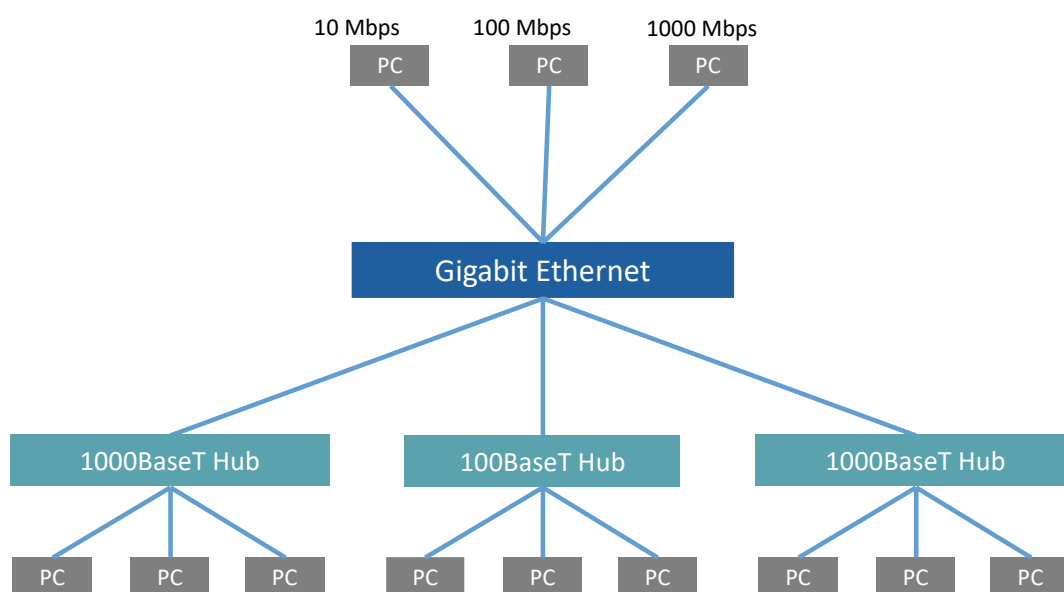 10 Mbps 100 Mbps 1000 Mbps
PC PC PC
Gigabit Ethernet
1000BaseT Hub 100BaseT Hub 1000BaseT Hub
PC PC PC PC PC PC PC PC PC